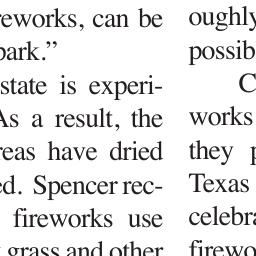 reworks, can be
park.”
state is experi-
As a result, the
reas have dried
ed. Spencer rec-
fireworks use
grass and other
oughly
possib
C
works
they p
Texas
celebra
firewo